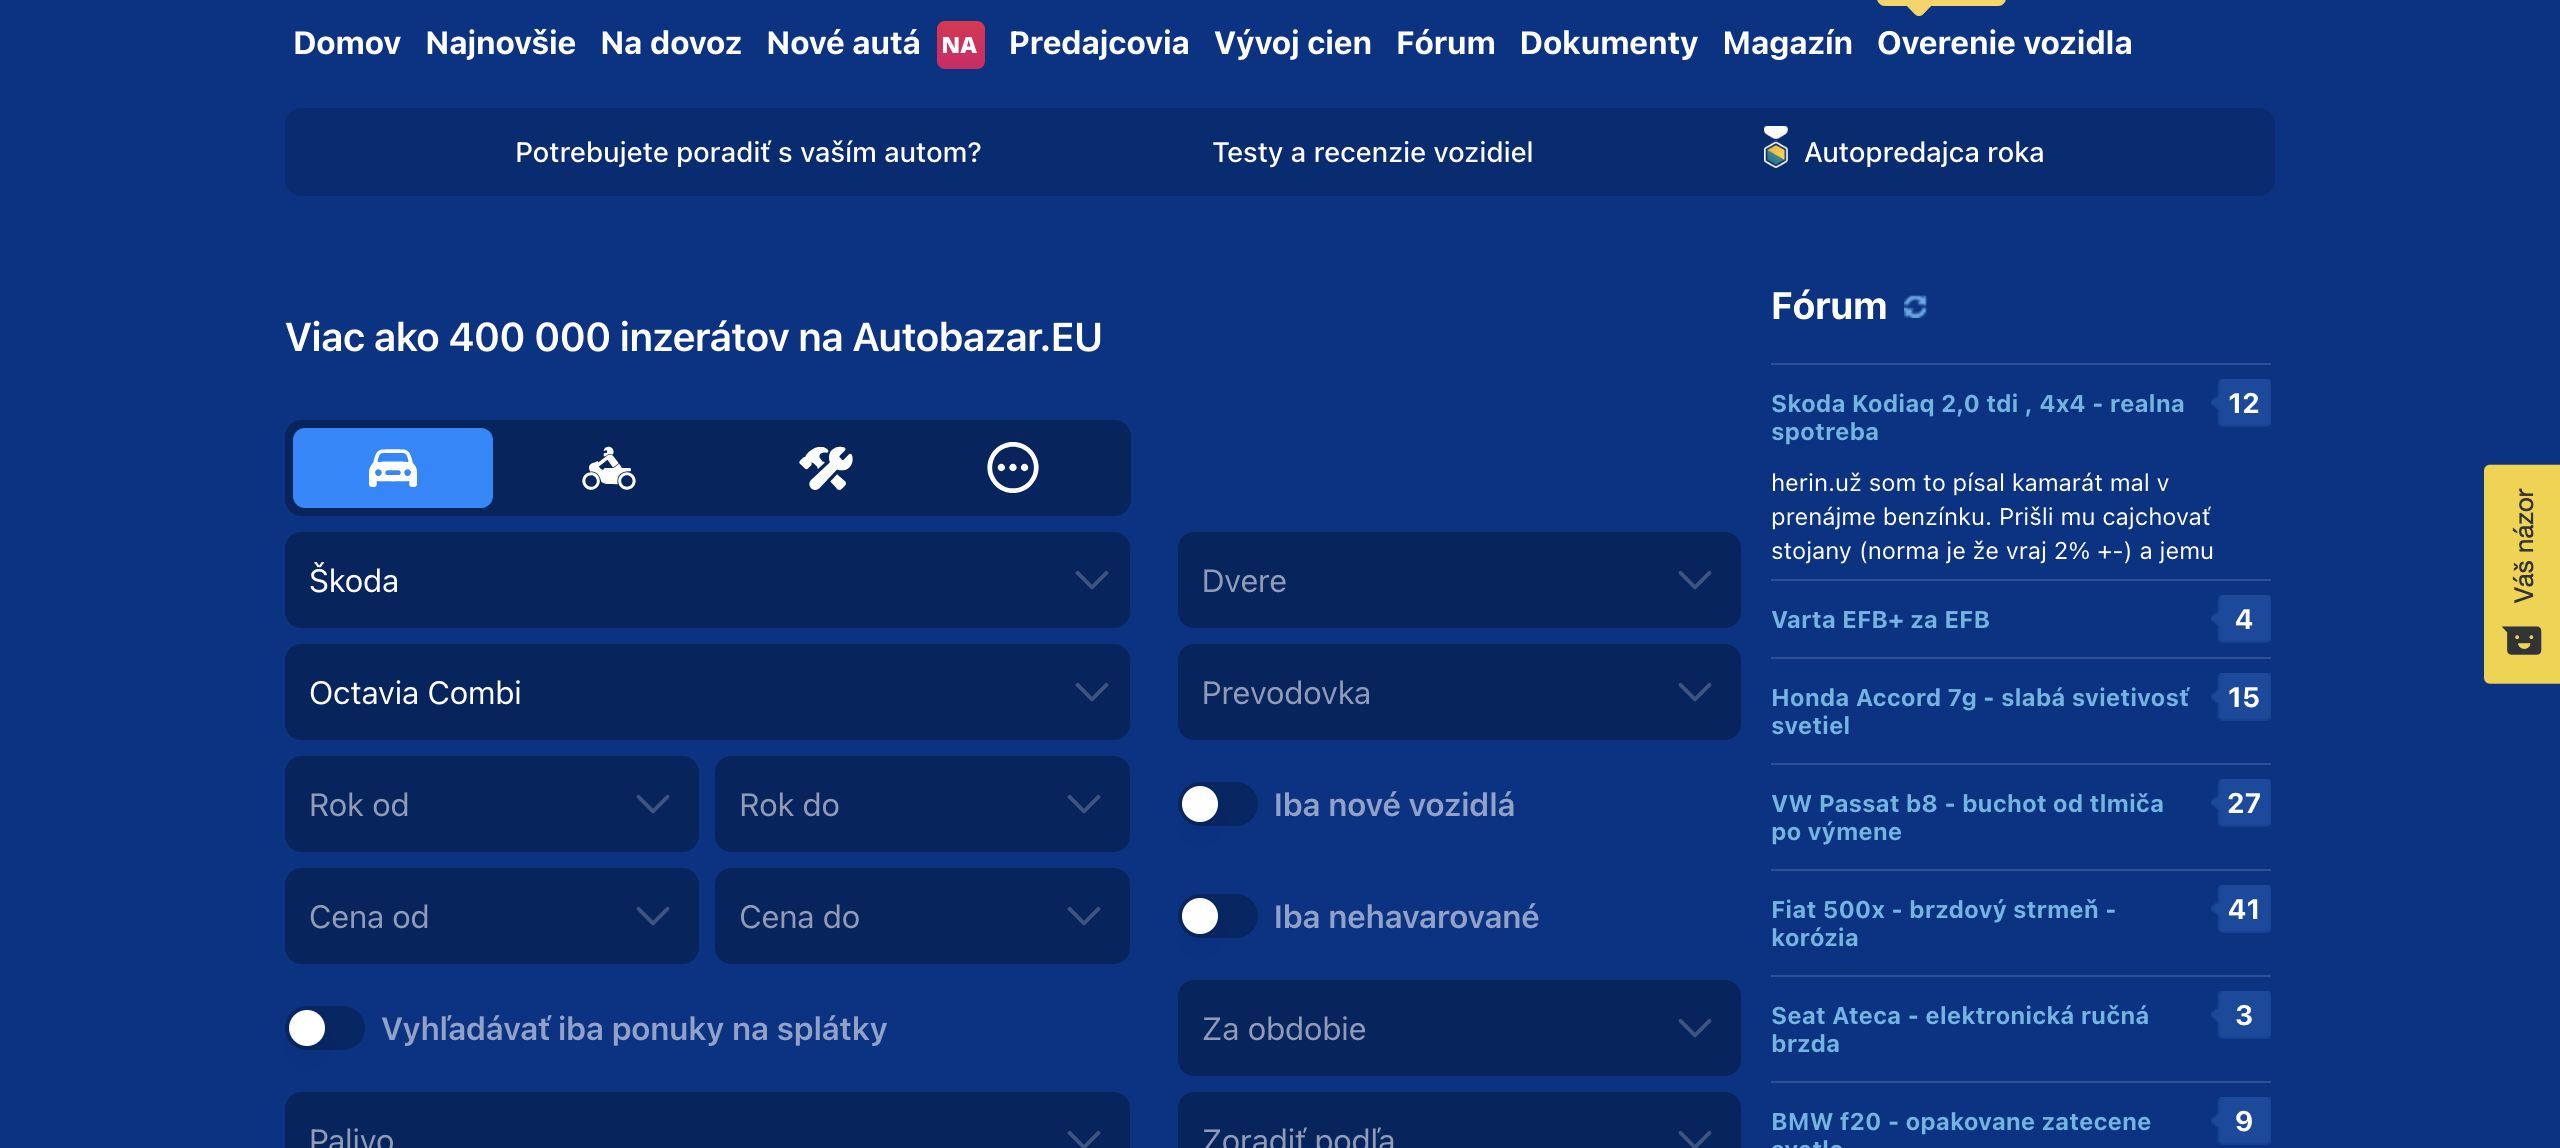 Domov Najnovšie Na dovoz Nové autá NA Predajcovia Vývoj cien Fórum Dokumenty Magazín Overenie vozidla
Potrebujete poradiť s vaším autom? Testy a recenzie vozidiel Autopredajca roka
Viac ako 400 000 inzerátov na Autobazar.EU
Škoda
Octavia Combi
Rok od Rok do
Cena od Cena do
Vyhľadávať iba ponuky na splátky
Palivo
Dvere
Prevodovka
Iba nové vozidlá
Iba nehavarované
Za obdobie
Zoradiť podľa
Fórum
Skoda Kodiaq 2,0 tdi , 4x4 - realna 12
spotreba
herin.už som to písal kamarát mal v
prenájme benzínku. Prišli mu cajchovať
stojany (norma je že vraj 2% +-) a jemu
Varta EFB+ za EFB 4
Honda Accord 7g - slabá svietivosť 15
svetiel
VW Passat b8 - buchot od tlmiča 27
po výmene
Fiat 500x - brzdový strmeň - 41
korózia
Seat Ateca - elektronická ručná 3
brzda
BMW f20 - opakovane zatecene 9
svetlo
Váš názor